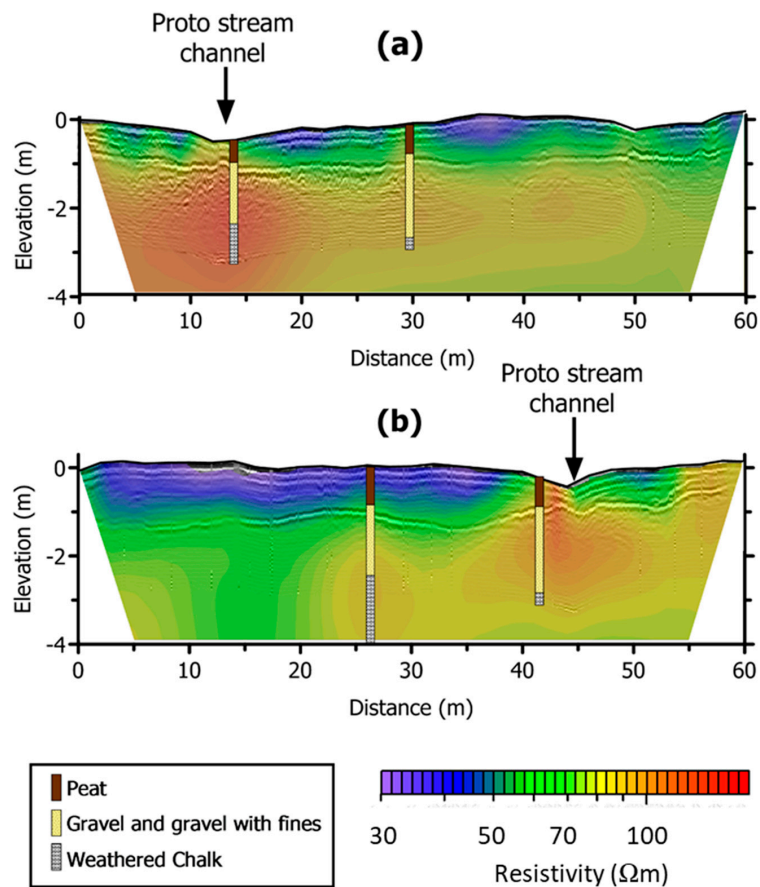 Proto stream
channel
(a)
0
-2
-4
Elevation (m)
0 10 20 30 40 50 60
Distance (m)
Proto stream
channel
(b)
0
-2
-4
Elevation (m)
0 10 20 30 40 50 60
Distance (m)
Peat
Gravel and gravel with fines
Weathered Chalk
30 50 70 100
Resistivity (Ωm)